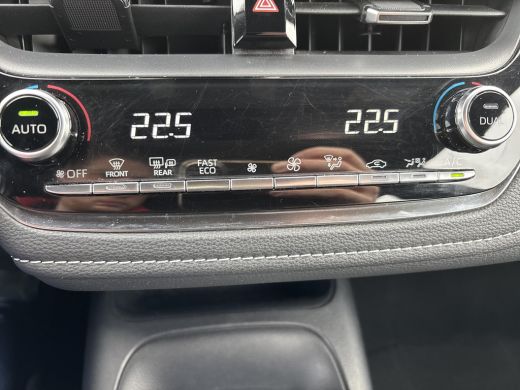 22.5 22.5
AUTO DUAL
OFF FRONT REAR FAST ECO A/C